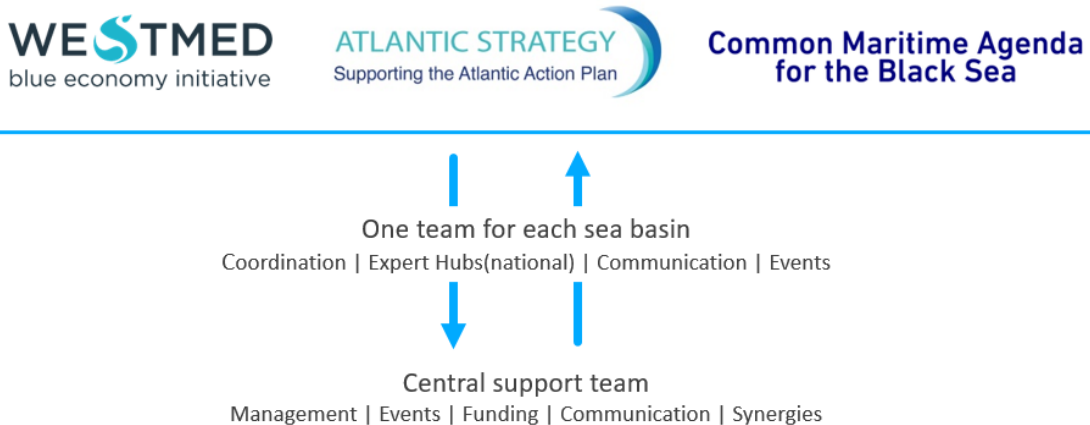 WESTMED
blue economy initiative
ATLANTIC STRATEGY
Supporting the Atlantic Action Plan
Common Maritime Agenda
for the Black Sea
One team for each sea basin
Coordination | Expert Hubs(national) | Communication | Events
Central support team
Management | Events | Funding | Communication | Synergies